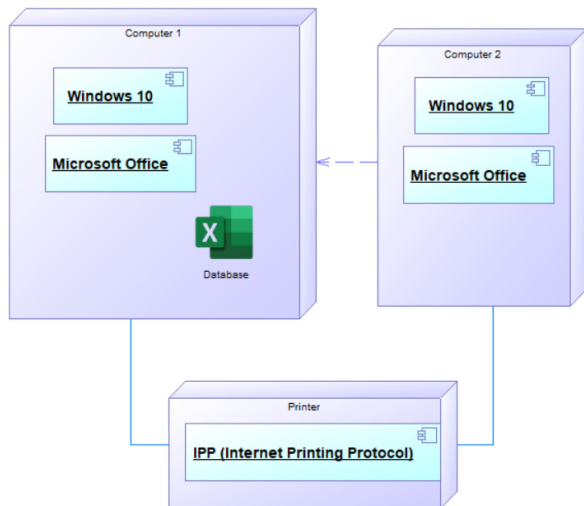 Computer 1
Windows 10
Microsoft Office
X
Database
Computer 2
Windows 10
Microsoft Office
Printer
IPP (Internet Printing Protocol)